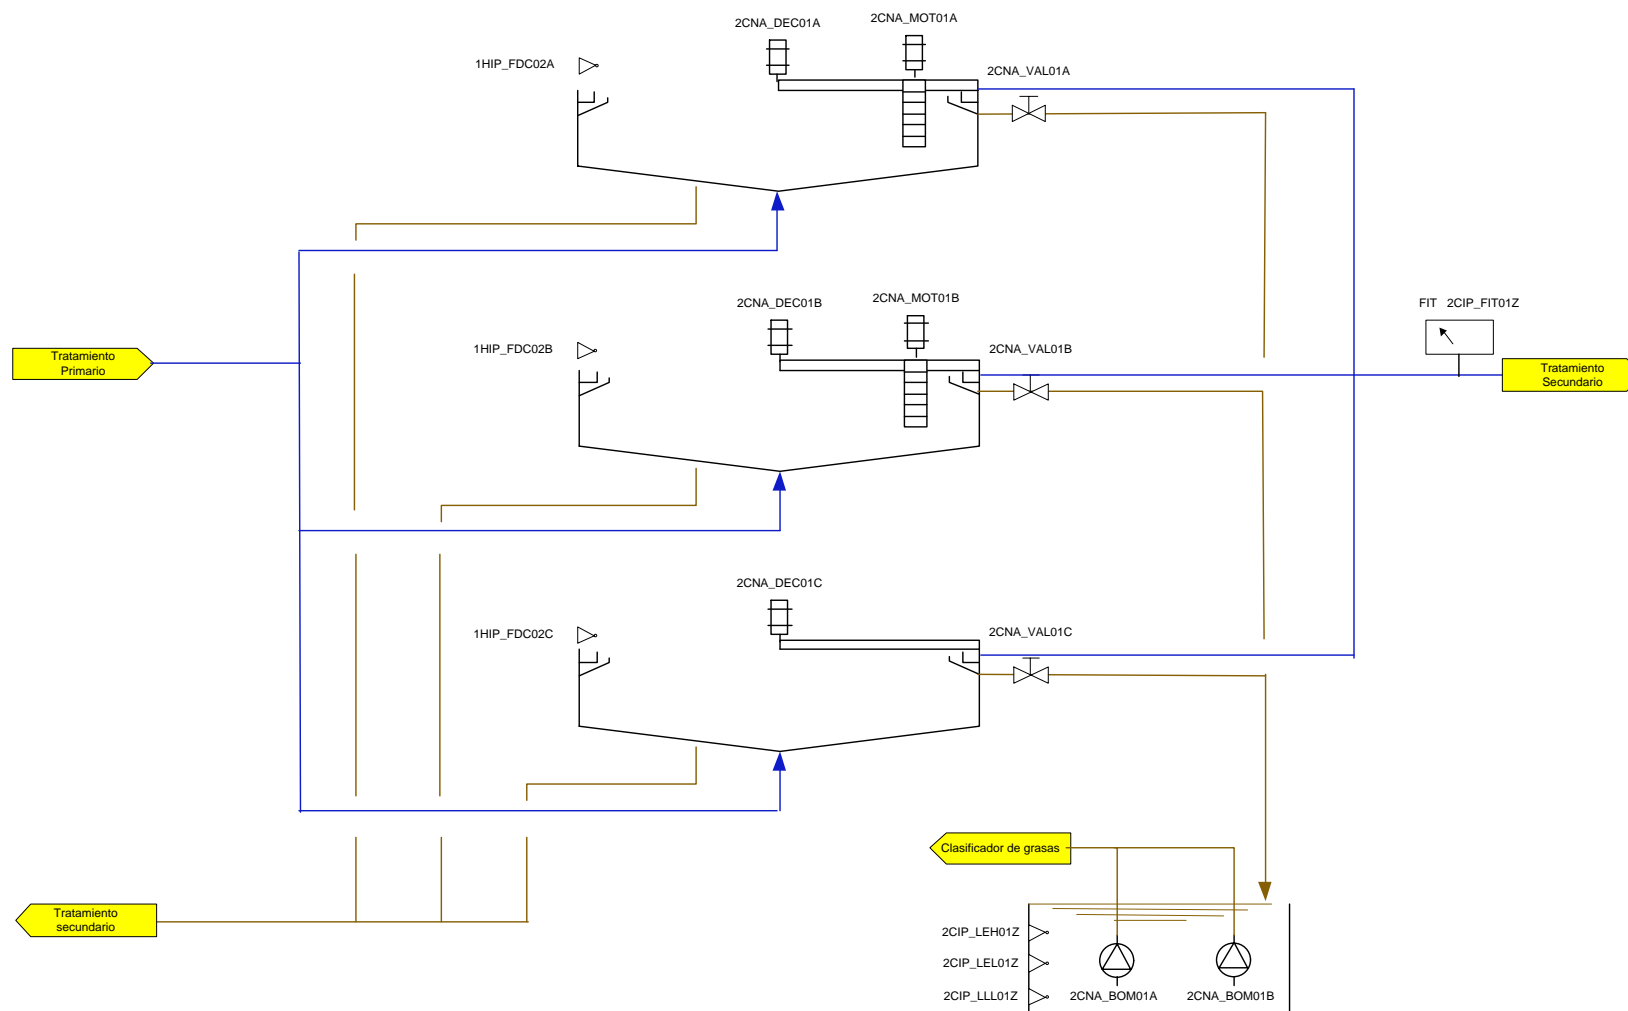 2CNA_DEC01A
2CNA_MOT01A
1HIP_FDC02A
2CNA_VAL01A
2CNA_DEC01B
2CNA_MOT01B
FIT 2CIP_FIT01Z
1HIP_FDC02B
2CNA_VAL01B
Tratamiento
Primario
Tratamiento
Secundario
2CNA_DEC01C
1HIP_FDC02C
2CNA_VAL01C
Clasificador de grasas
Tratamiento
secundario
2CIP_LEH01Z
2CIP_LEL01Z
2CIP_LLL01Z
2CNA_BOM01A
2CNA_BOM01B